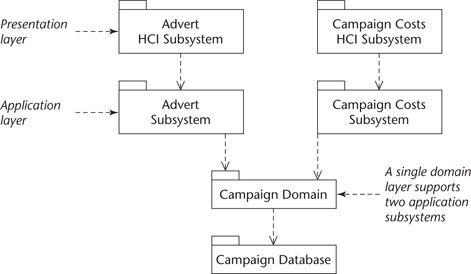 Presentation
layer
Advert
HCI Subsystem
Campaign Costs
HCI Subsystem
Application
layer
Advert
Subsystem
Campaign Costs
Subsystem
Campaign Domain
A single domain
layer supports
two application
subsystems
Campaign Database